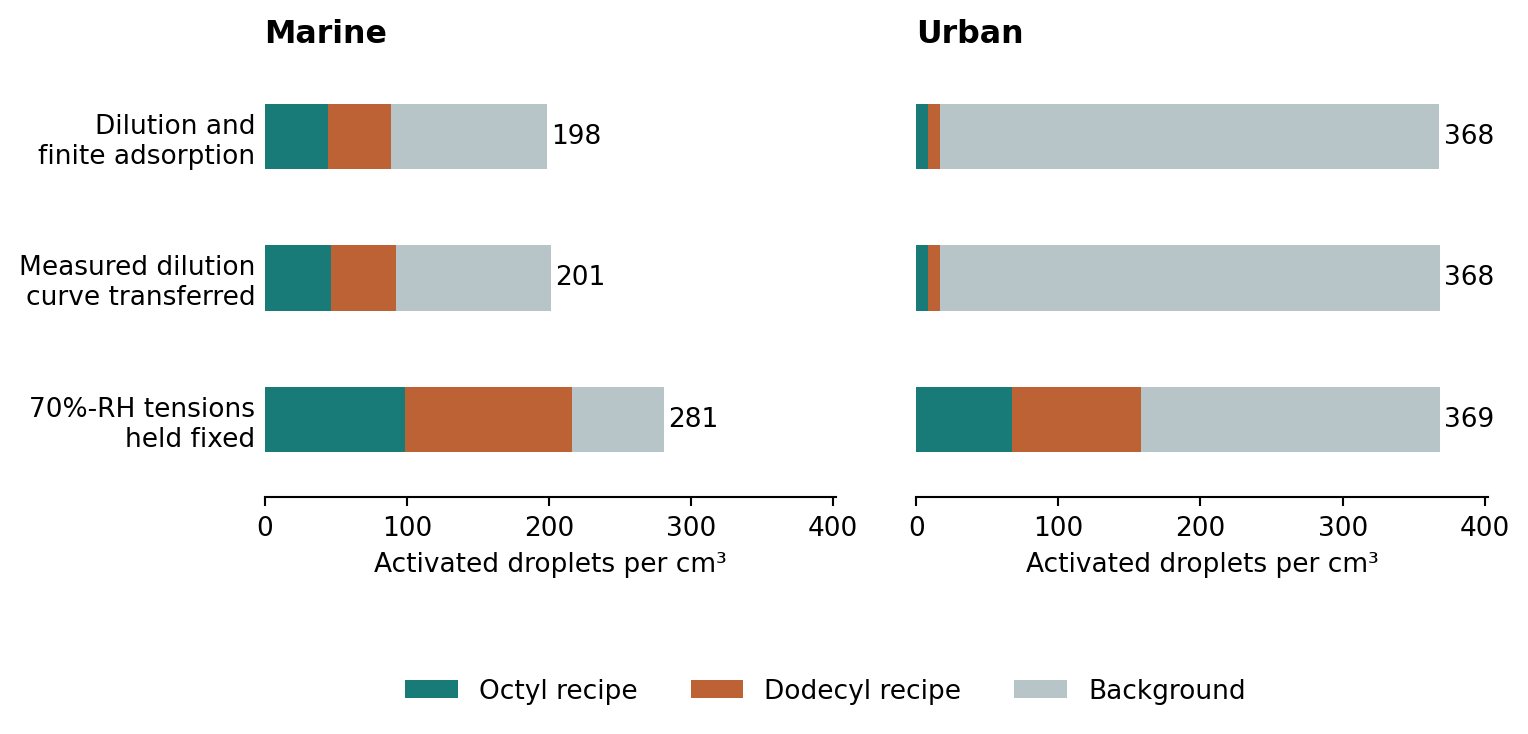 Marine
Urban
Dilution and
finite adsorption
198
368
Measured dilution
curve transferred
201
368
70%-RH tensions
held fixed
281
369
0 100 200 300 400
0 100 200 300 400
Activated droplets per cm³
Activated droplets per cm³
Octyl recipe
Dodecyl recipe
Background